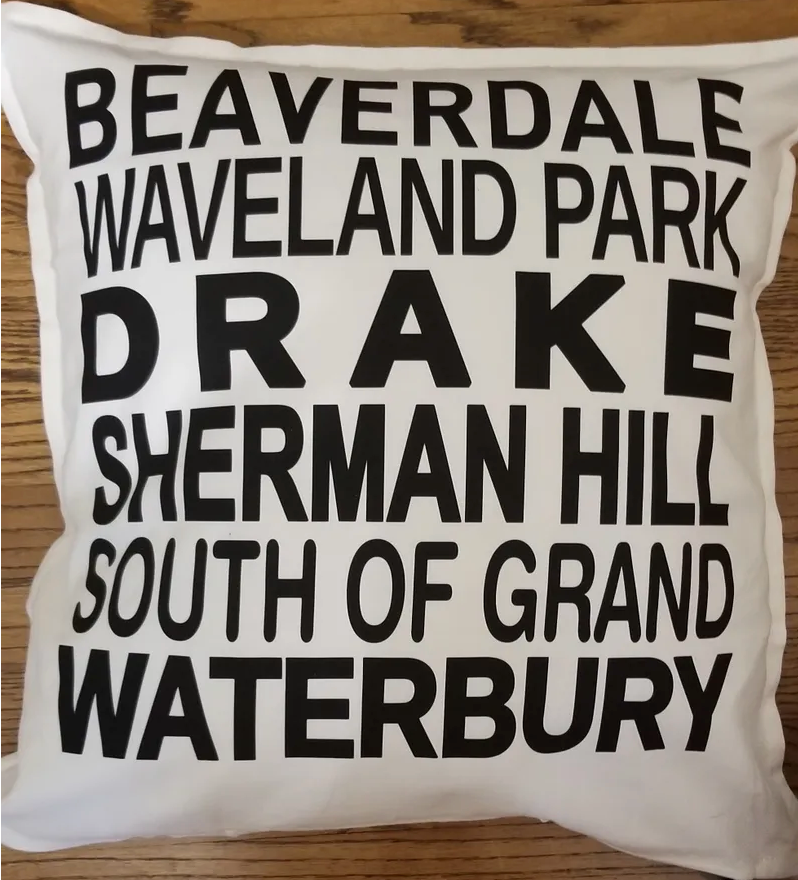 BEAVERDALE
WAVELAND PARK
DRAKE
SHERMAN HILL
SOUTH OF GRAND
WATERBURY